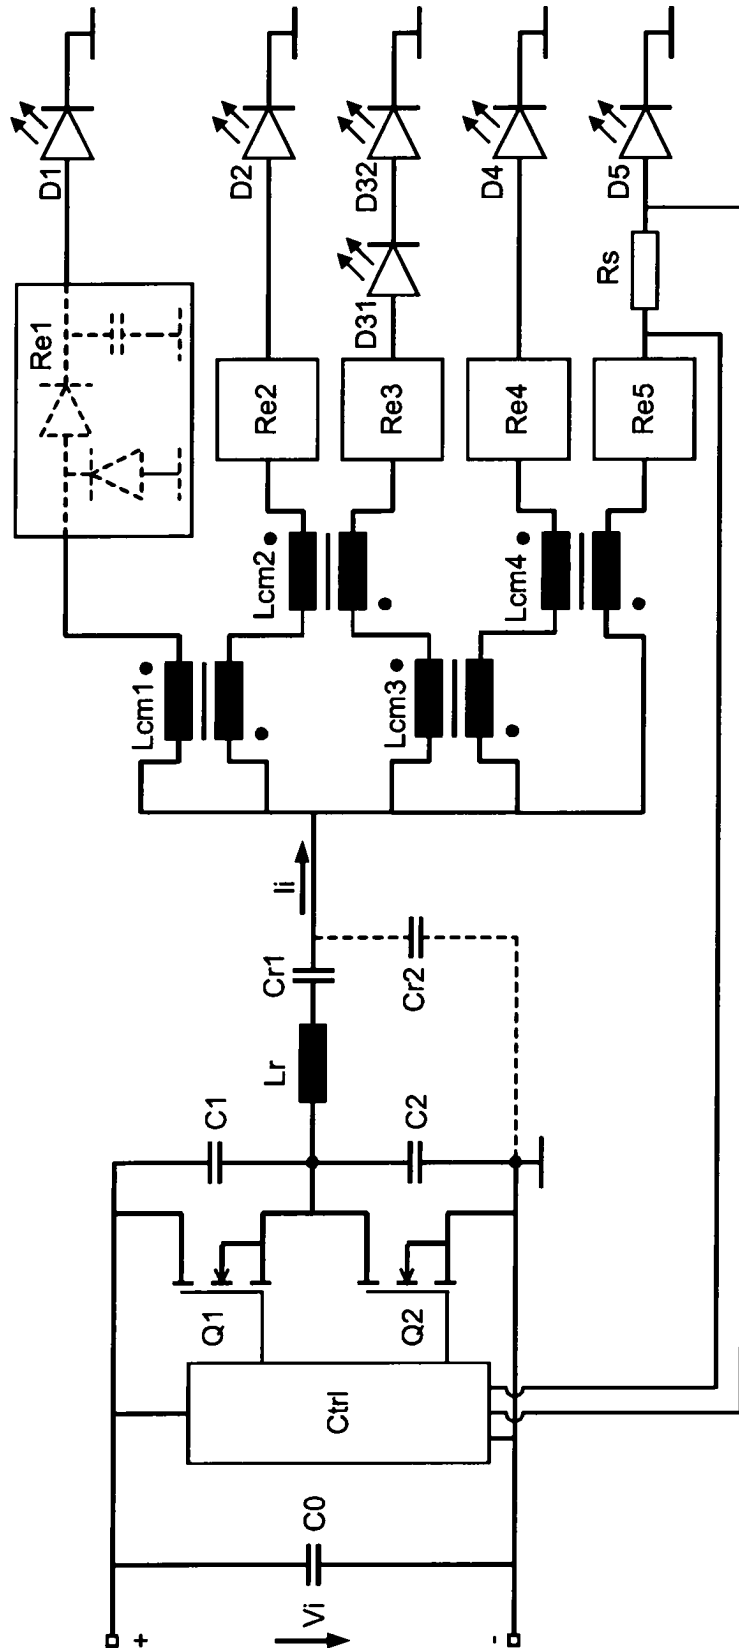 Vi
+
-
C0
Ctrl
Q1
Q2
C1
C2
Lr
Cr1
Cr2
Ii
Lcm1
Lcm2
Lcm3
Lcm4
Re1
Re2
Re3
Re4
Re5
Rs
D1
D2
D31
D32
D4
D5